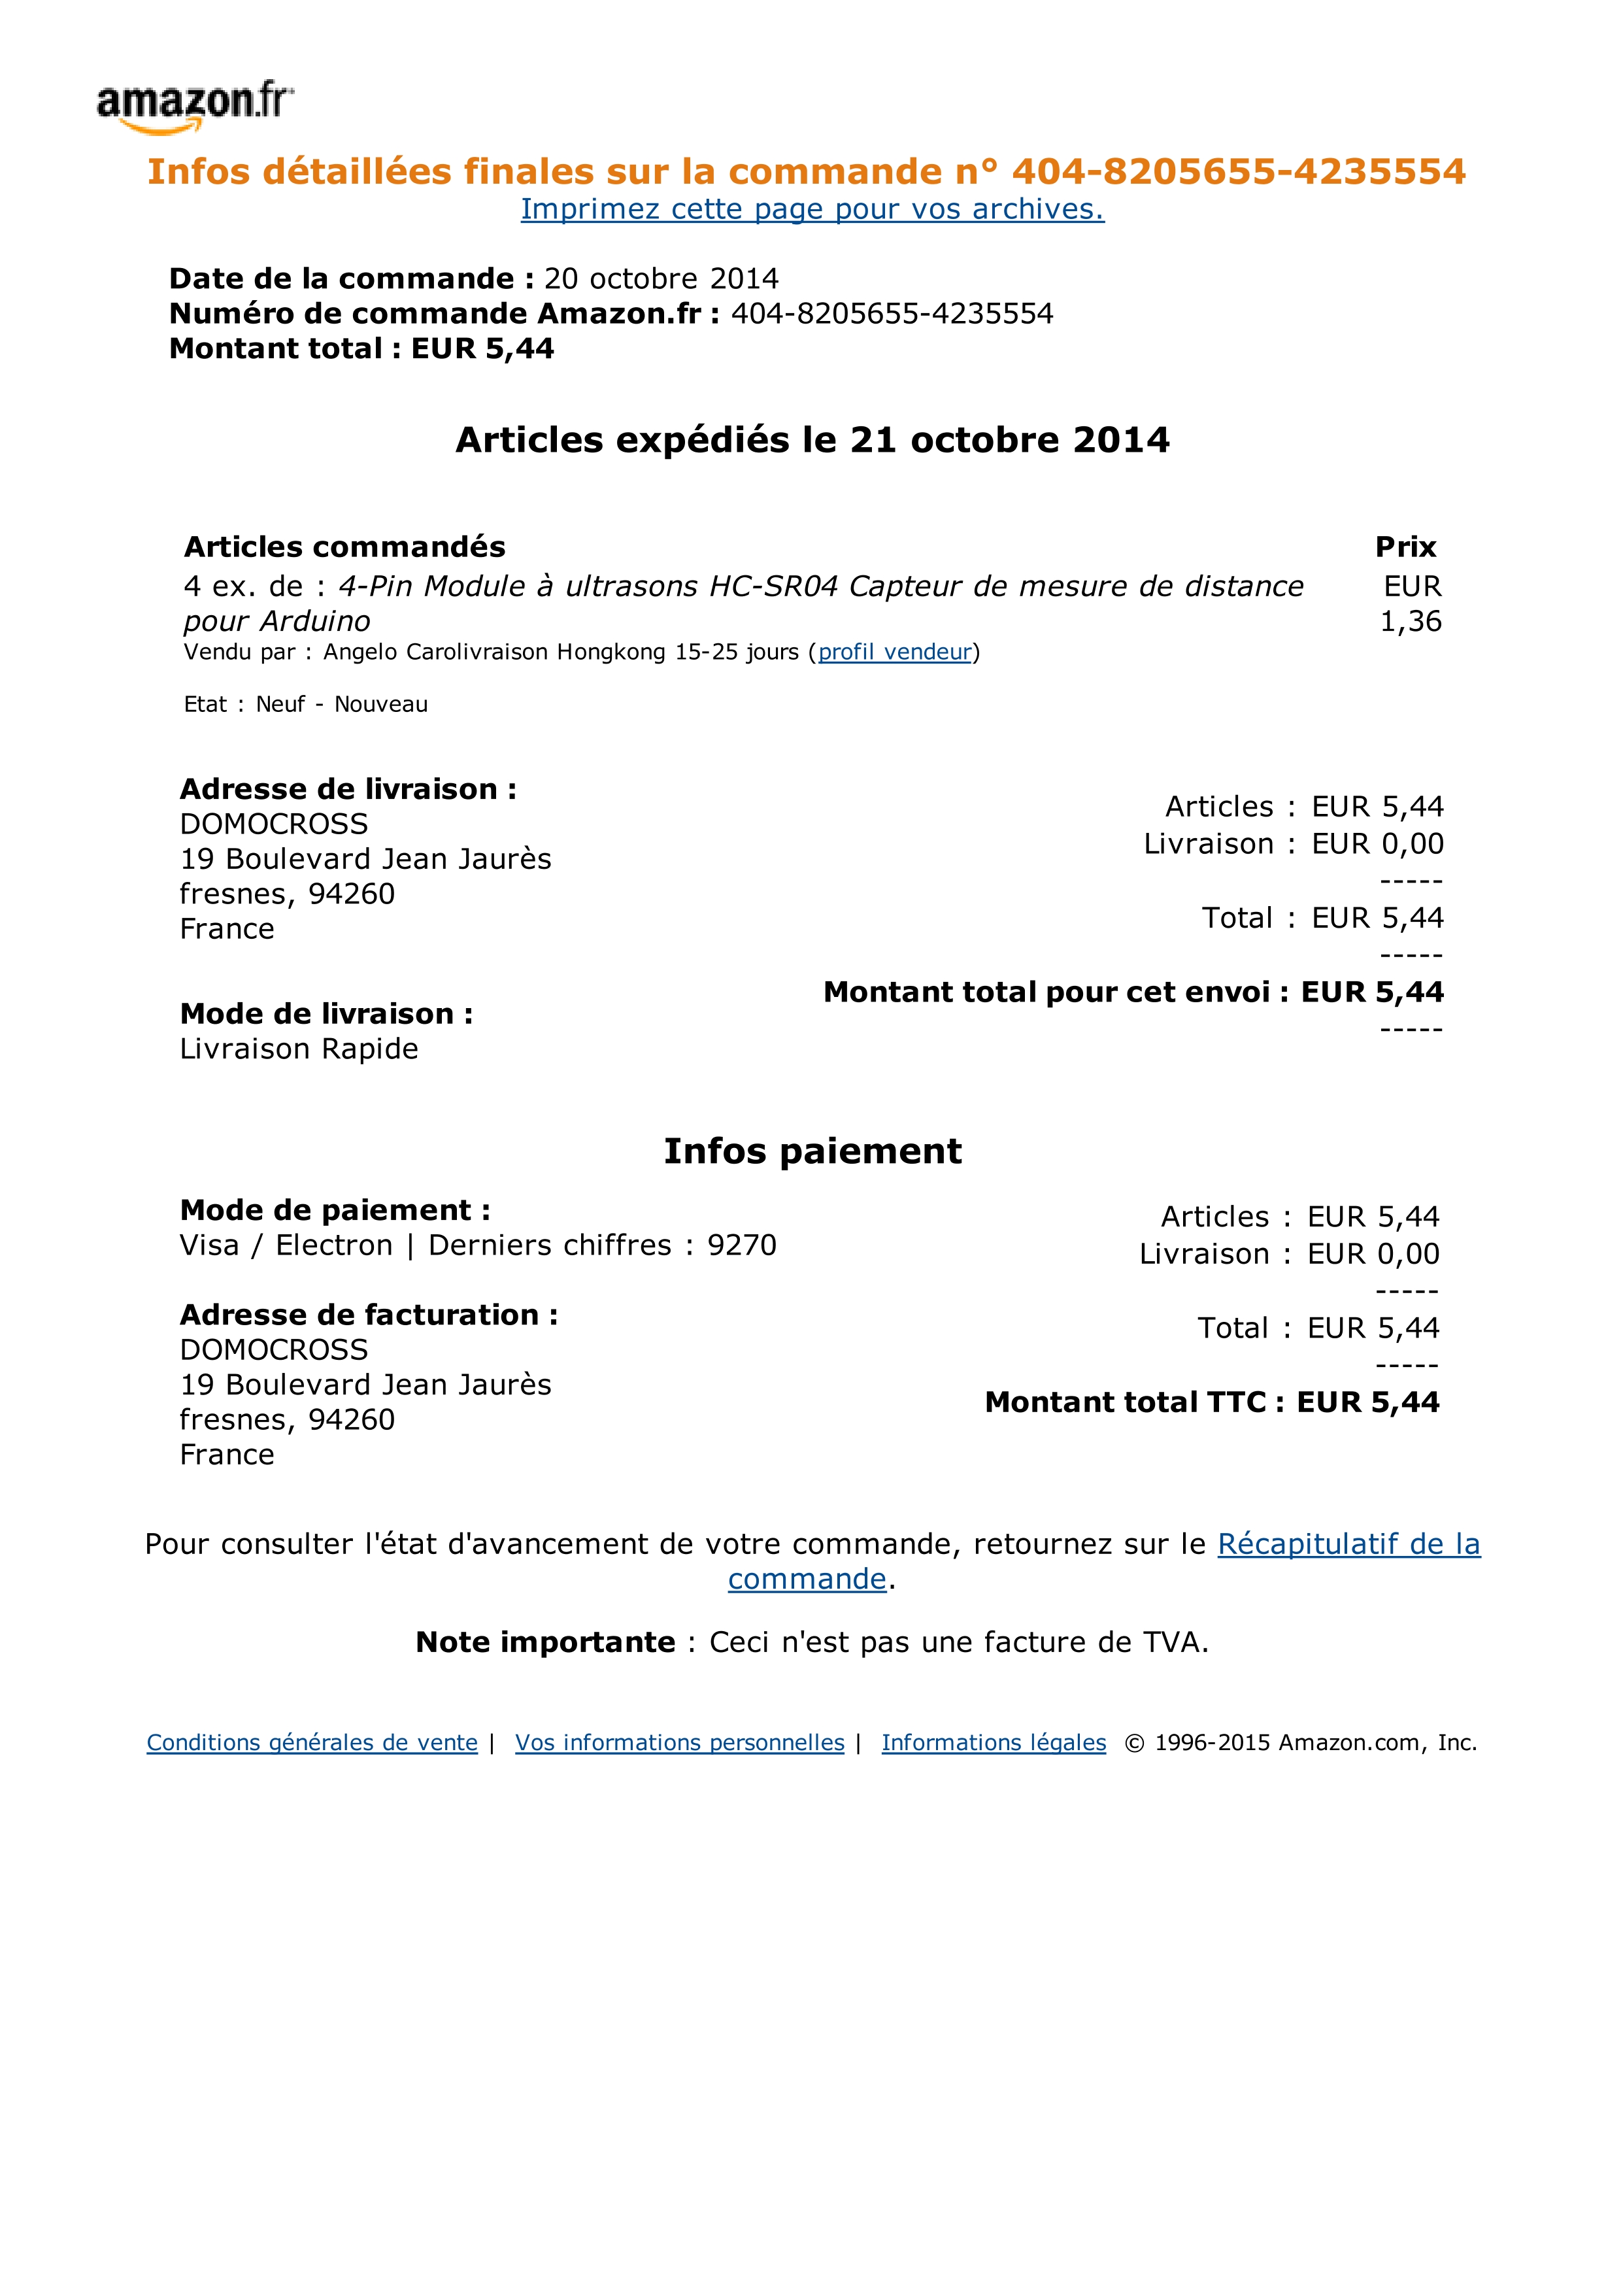 amazon.fr
Infos détaillées finales sur la commande n° 404-8205655-4235554
Imprimez cette page pour vos archives.
Date de la commande : 20 octobre 2014
Numéro de commande Amazon.fr : 404-8205655-4235554
Montant total : EUR 5,44
Articles expédiés le 21 octobre 2014
Articles commandés Prix
4 ex. de : 4-Pin Module à ultrasons HC-SR04 Capteur de mesure de distance EUR
pour Arduino 1,36
Vendu par : Angelo Carolivraison Hongkong 15-25 jours (profil vendeur)
Etat : Neuf - Nouveau
Adresse de livraison :
DOMOCROSS
19 Boulevard Jean Jaurès
fresnes, 94260
France
Mode de livraison :
Livraison Rapide
Articles : EUR 5,44
Livraison : EUR 0,00
-----
Total : EUR 5,44
-----
Montant total pour cet envoi : EUR 5,44
-----
Infos paiement
Mode de paiement :
Visa / Electron | Derniers chiffres : 9270
Adresse de facturation :
DOMOCROSS
19 Boulevard Jean Jaurès
fresnes, 94260
France
Articles : EUR 5,44
Livraison : EUR 0,00
-----
Total : EUR 5,44
-----
Montant total TTC : EUR 5,44
Pour consulter l'état d'avancement de votre commande, retournez sur le Récapitulatif de la
commande.
Note importante : Ceci n'est pas une facture de TVA.
Conditions générales de vente | Vos informations personnelles | Informations légales © 1996-2015 Amazon.com, Inc.